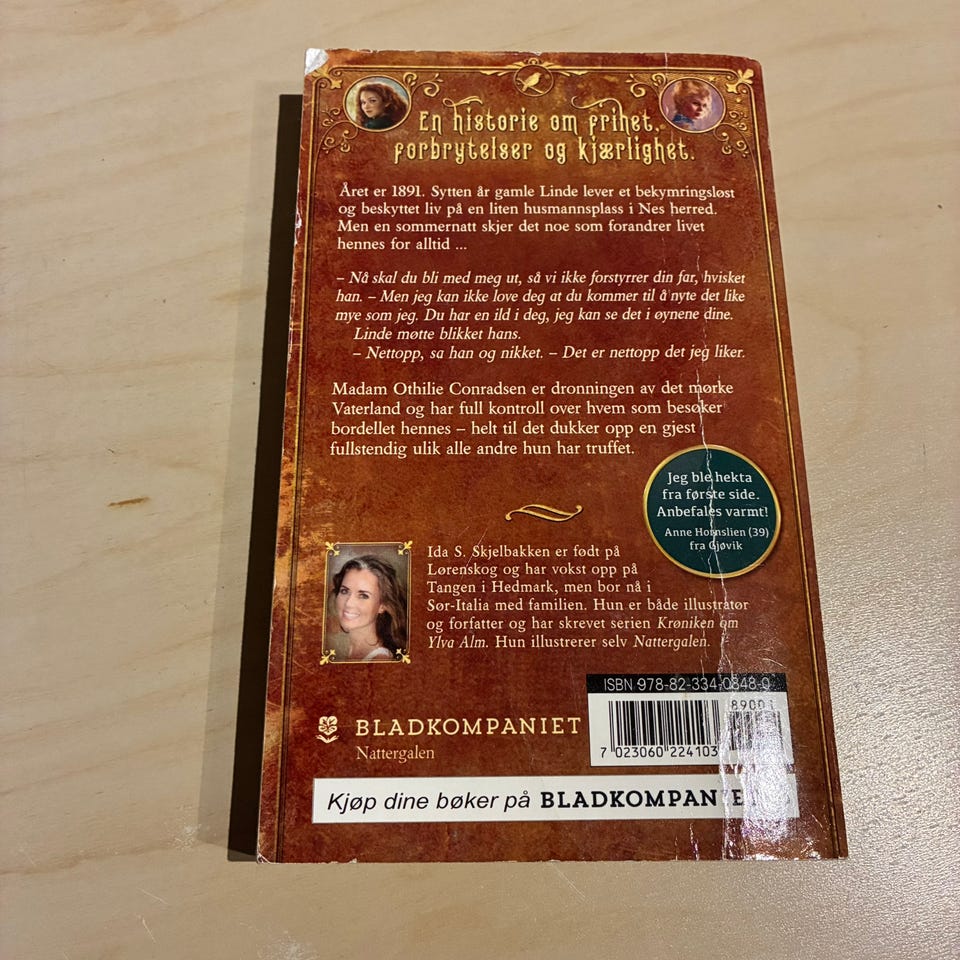 En historie om frihet,
forbrytelser og kjærlighet.
Året er 1891. Sytten år gamle Linde lever et bekymringsløst
og beskyttet liv på en liten husmannsplass i Nes herred.
Men en sommernatt skjer det noe som forandrer livet
hennes for alltid ...
– Nå skal du bli med meg ut, så vi ikke forstyrrer din far, hvisket
han. – Men jeg kan ikke love deg at du kommer til å nyte det like
mye som jeg. Du har en ild i deg, jeg kan se det i øynene dine.
Linde møtte blikket hans.
– Nettopp, sa han og nikket. – Det er nettopp det jeg liker.
Madam Othilie Conradsen er dronningen av det mørke
Vaterland og har full kontroll over hvem som besøker
bordellet hennes – helt til det dukker opp en gjest
fullstendig ulik alle andre hun har truffet.
Jeg ble hekta
fra første side.
Anbefales varmt!
Anne Hornslien (39)
fra Gjøvik
Ida S. Skjelbakken er født på
Lørenskog og har vokst opp på
Tangen i Hedmark, men bor nå i
Sør-Italia med familien. Hun er både illustratør
og forfatter og har skrevet serien Krøniken om
Ylva Alm. Hun illustrerer selv Nattergalen.
ISBN 978-82-334-0848-0
89001
7 023060 224103
BLADKOMPANIET
Nattergalen
Kjøp dine bøker på